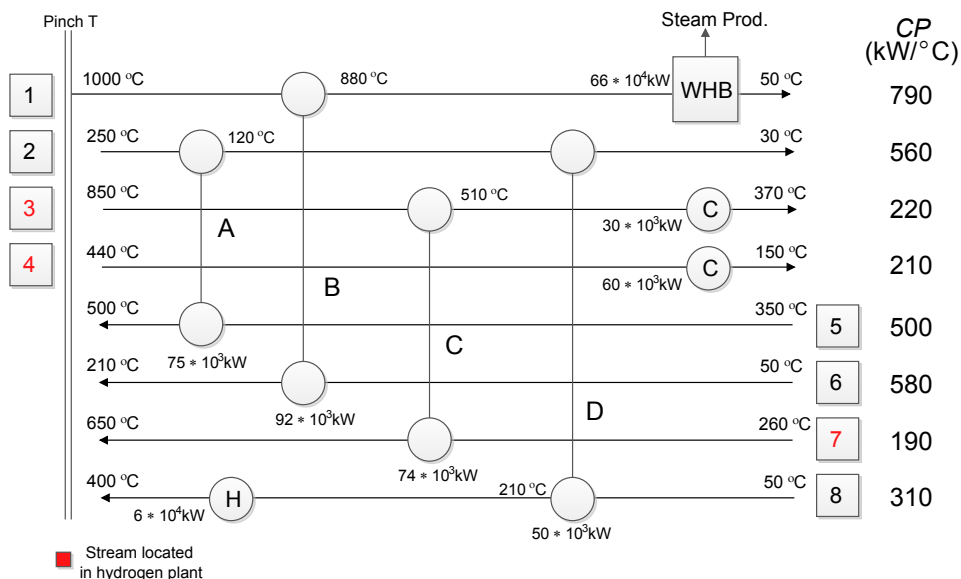 Pinch T
Steam Prod.
CP
(kW/°C)
1
1000 °C
880 °C
66 * 10⁴kW
WHB
50 °C
790
2
250 °C
120 °C
30 °C
560
3
850 °C
510 °C
370 °C
220
A
30 * 10³kW
C
4
440 °C
150 °C
210
B
60 * 10³kW
C
500 °C
350 °C
5
500
75 * 10³kW
C
210 °C
50 °C
6
580
92 * 10³kW
D
650 °C
260 °C
7
190
74 * 10³kW
400 °C
H
210 °C
50 °C
8
310
6 * 10⁴kW
50 * 10³kW
Stream located
in hydrogen plant